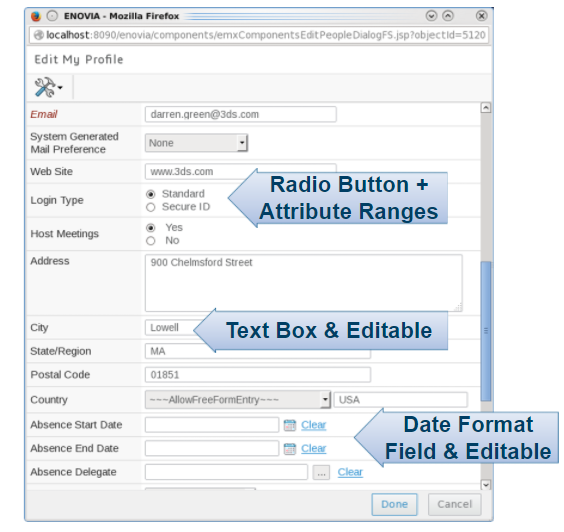 ENOVIA - Mozilla Firefox
localhost:8090/enovia/components/emxComponentsEditPeopleDialogFS.jsp?objectId=5120
Edit My Profile
Email darren.green@3ds.com
System Generated
Mail Preference None
Web Site www.3ds.com
Login Type Standard
Secure ID
Radio Button +
Attribute Ranges
Host Meetings Yes
No
Address 900 Chelmsford Street
City Lowell
Text Box & Editable
State/Region MA
Postal Code 01851
Country ~~~AllowFreeFormEntry~~~ USA
Absence Start Date Clear
Absence End Date Clear
Date Format
Field & Editable
Absence Delegate ... Clear
Done Cancel